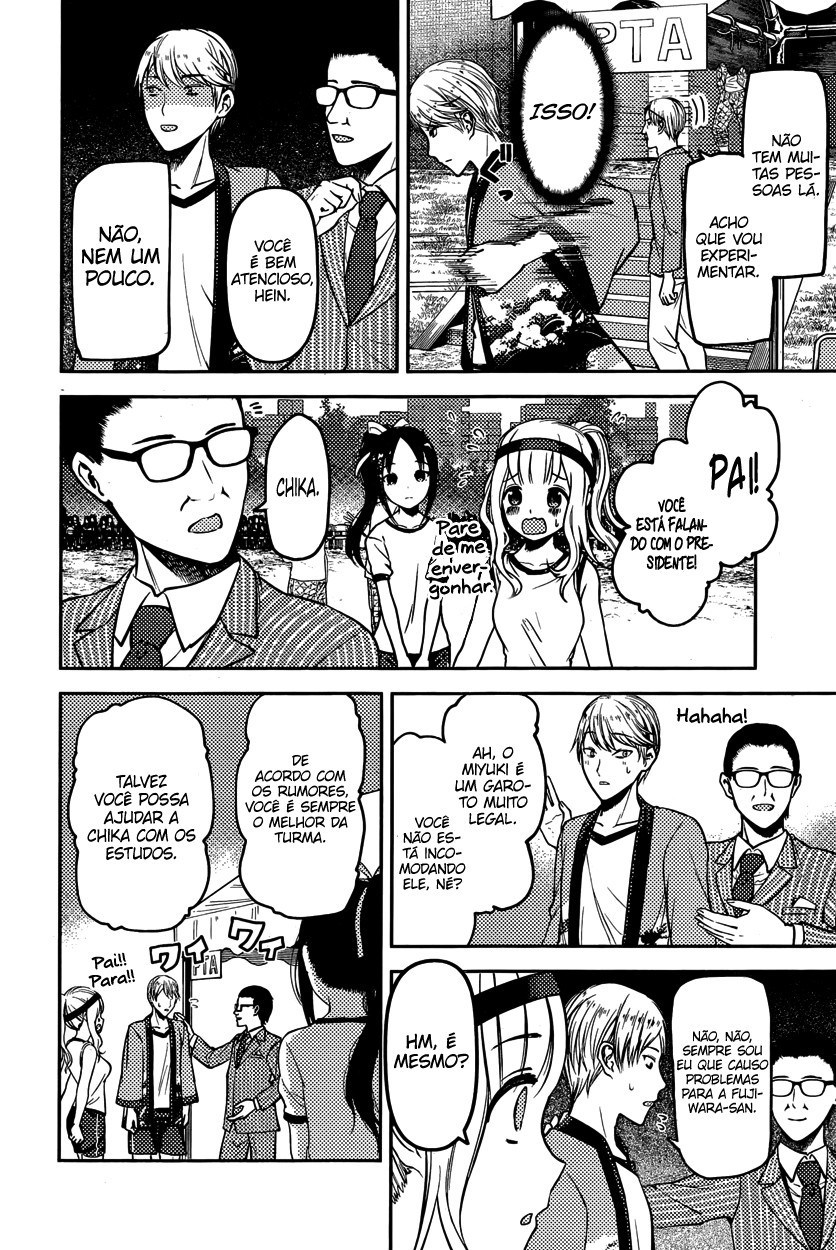 PTA
NÃO
TEM MUI-
TAS PES-
SOAS LÁ.
ACHO
QUE VOU
EXPERI-
MENTAR.
ISSO!
グッ
VOCÊ
É BEM
ATENCIOSO,
HEIN.
NÃO,
NEM UM
POUCO.
PAI!
VOCÊ
ESTÁ FALAN-
DO COM O PRE-
SIDENTE!
Pare
de me
enver-
gonhar.
CHIKA.
Hahaha!
AH, O
MIYUKI É
UM GARO-
TO MUITO
LEGAL.
VOCÊ
NÃO ES-
TÁ INCO-
MODANDO
ELE, NÉ?
DE
ACORDO COM
OS RUMORES,
VOCÊ É SEMPRE
O MELHOR DA
TURMA.
TALVEZ
VOCÊ POSSA
AJUDAR A
CHIKA COM OS
ESTUDOS.
ワイワイ
PTA
Pai!!
Para!!
NÃO, NÃO,
SEMPRE SOU
EU QUE CAUSO
PROBLEMAS
PARA A FUJI-
WARA-SAN.
HM, É
MESMO?